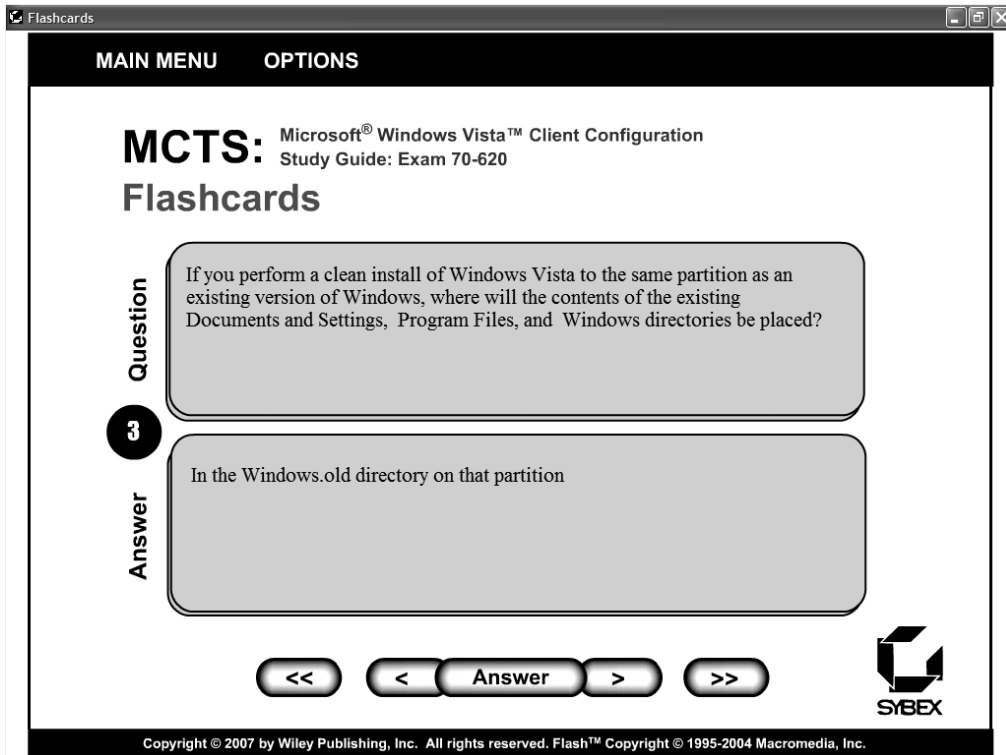 Flashcards
MAIN MENU OPTIONS
MCTS: Microsoft® Windows Vista™ Client Configuration
Study Guide: Exam 70-620
Flashcards
Question
If you perform a clean install of Windows Vista to the same partition as an
existing version of Windows, where will the contents of the existing
Documents and Settings, Program Files, and Windows directories be placed?
3
Answer
In the Windows.old directory on that partition
<< < Answer > >>
SYBEX
Copyright © 2007 by Wiley Publishing, Inc. All rights reserved. Flash™ Copyright © 1995-2004 Macromedia, Inc.